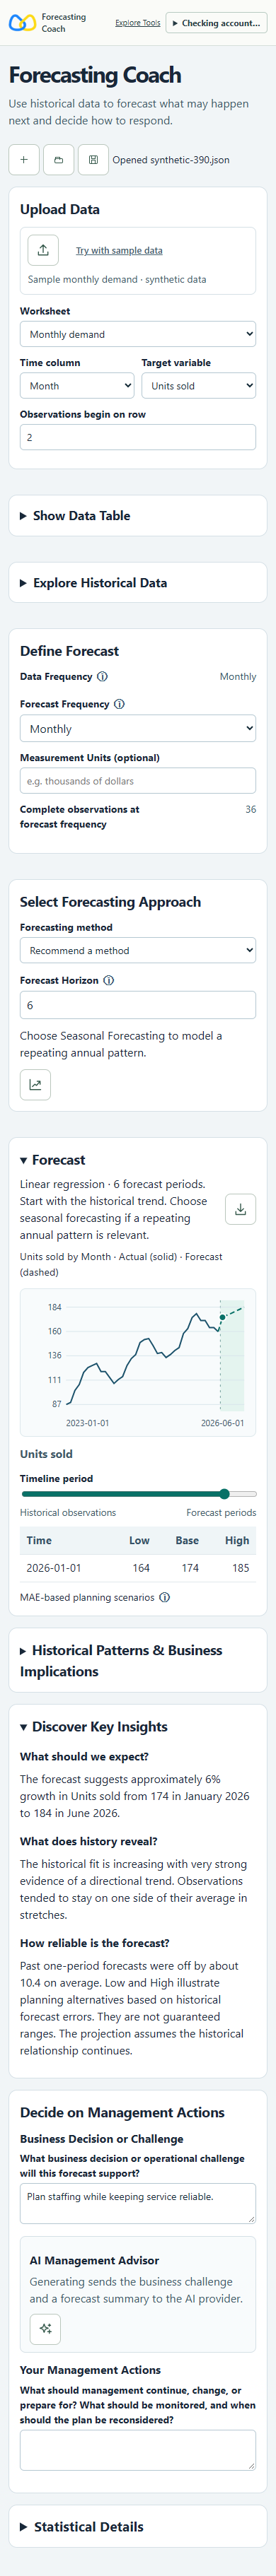 Forecasting
Coach
Explore Tools
▶ Checking account...
Forecasting Coach
Use historical data to forecast what may happen
next and decide how to respond.
Opened synthetic-390.json
Upload Data
Try with sample data
Sample monthly demand · synthetic data
Worksheet
Monthly demand
Time column
Target variable
Month
Units sold
Observations begin on row
2
▶ Show Data Table
▶ Explore Historical Data
Define Forecast
Data Frequency ⓘ
Monthly
Forecast Frequency ⓘ
Monthly
Measurement Units (optional)
e.g. thousands of dollars
Complete observations at
forecast frequency
36
Select Forecasting Approach
Forecasting method
Recommend a method
Forecast Horizon ⓘ
6
Choose Seasonal Forecasting to model a
repeating annual pattern.
▼ Forecast
Linear regression · 6 forecast periods.
Start with the historical trend. Choose
seasonal forecasting if a repeating
annual pattern is relevant.
Units sold by Month · Actual (solid) · Forecast
(dashed)
184
160
136
111
87
2023-01-01
2026-06-01
Units sold
Timeline period
Historical observations
Forecast periods
Time Low Base High
2026-01-01 164 174 185
MAE-based planning scenarios ⓘ
▶ Historical Patterns & Business
Implications
▼ Discover Key Insights
What should we expect?
The forecast suggests approximately 6%
growth in Units sold from 174 in January 2026
to 184 in June 2026.
What does history reveal?
The historical fit is increasing with very strong
evidence of a directional trend. Observations
tended to stay on one side of their average in
stretches.
How reliable is the forecast?
Past one-period forecasts were off by about
10.4 on average. Low and High illustrate
planning alternatives based on historical
forecast errors. They are not guaranteed
ranges. The projection assumes the historical
relationship continues.
Decide on Management Actions
Business Decision or Challenge
What business decision or operational challenge
will this forecast support?
Plan staffing while keeping service reliable.
AI Management Advisor
Generating sends the business challenge
and a forecast summary to the AI provider.
Your Management Actions
What should management continue, change, or
prepare for? What should be monitored, and when
should the plan be reconsidered?
▶ Statistical Details